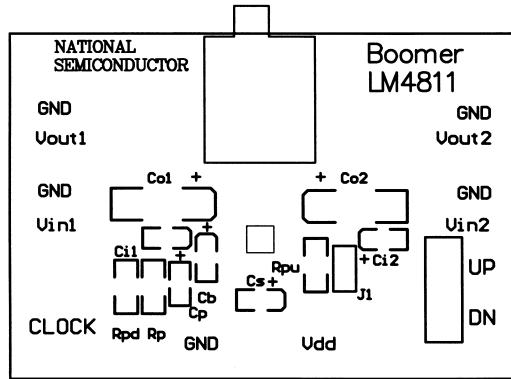 NATIONAL
SEMICONDUCTOR
Boomer
LM4811
GND
GND
Vout1
Vout2
+ Co1
+ Co2
GND
GND
Vin1
Vin2
+
Ci1
+
+ Ci2
Rpu
UP
Cs+
Cb
J1
Cp
CLOCK
DN
Rpd
Rp
GND
Vdd